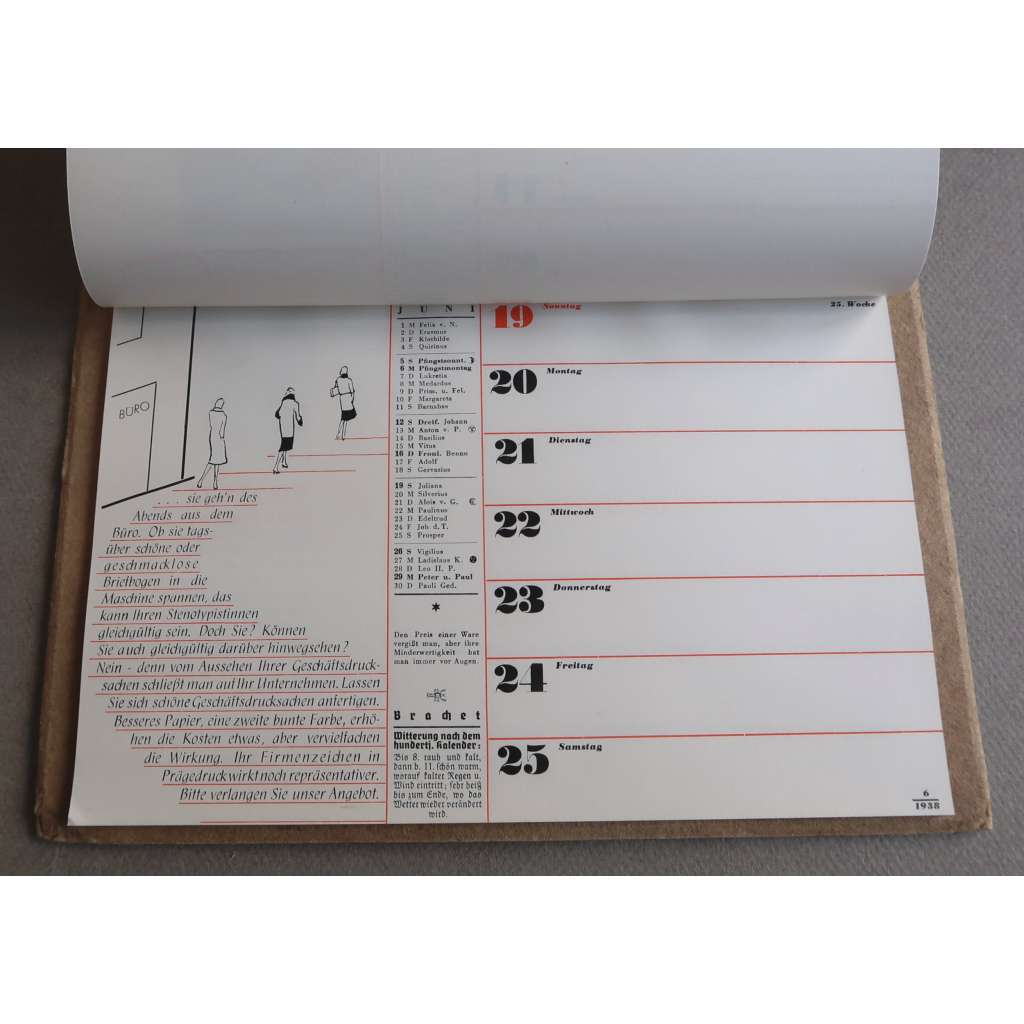 BÜRO
. . . sie geh'n des
Abends aus dem
Büro. Ob sie tags-
über schöne oder
geschmacklose
Briefbogen in die
Maschine spannen, das
kann Ihren Stenotypistinnen
gleichgültig sein. Doch Sie? Können
Sie auch gleichgültig darüber hinwegsehen?
Nein - denn vom Aussehen Ihrer Geschäftsdruck-
sachen schließt man auf Ihr Unternehmen. Lassen
Sie sich schöne Geschäftsdrucksachen anfertigen.
Besseres Papier, eine zweite bunte Farbe, erhö-
hen die Kosten etwas, aber vervielfachen
die Wirkung. Ihr Firmenzeichen in
Prägedruck wirkt noch repräsentativer.
Bitte verlangen Sie unser Angebot.
JUNI
1 M Felix v. N.
2 D Erasmus
3 F Klothilde
4 S Quirinus
5 S Pfingstsonnt.
6 M Pfingstmontag
7 D Lukretia
8 M Medardus
9 D Prim. u. Fel.
10 F Margareta
11 S Barnabas
12 S Dreif. Johann
13 M Anton v. P.
14 D Basilius
15 M Vitus
16 D Fronl. Benno
17 F Adolf
18 S Gervasius
19 S Juliana
20 M Silverius
21 D Alois v. G.
22 M Paulinus
23 D Edeltrud
24 F Joh. d. T.
25 S Prosper
26 S Vigilius
27 M Ladislaus K.
28 D Leo II. P.
29 M Peter u. Paul
30 D Pauli Ged.
Den Preis einer Ware
vergißt man, aber ihre
Minderwertigkeit hat
man immer vor Augen.
Brachet
Witterung nach dem
hundertj. Kalender:
Bis 8. rauh und kalt,
dann b. 11. schön warm,
worauf kalter Regen u.
Wind eintritt; sehr heiß
bis zum Ende, wo das
Wetter wieder verändert
wird.
19 Sonntag
25. Woche
20 Montag
21 Dienstag
22 Mittwoch
23 Donnerstag
24 Freitag
25 Samstag
6
1938